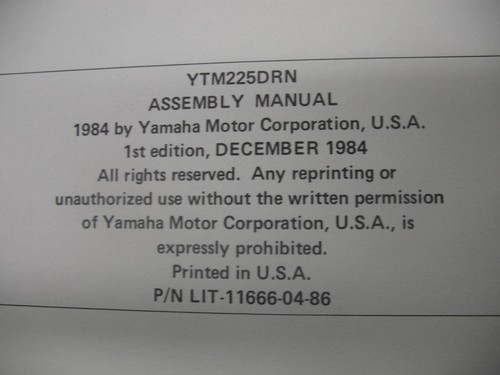 YTM225DRN
ASSEMBLY MANUAL
1984 by Yamaha Motor Corporation, U.S.A.
1st edition, DECEMBER 1984
All rights reserved. Any reprinting or
unauthorized use without the written permission
of Yamaha Motor Corporation, U.S.A., is
expressly prohibited.
Printed in U.S.A.
P/N LIT-11666-04-86